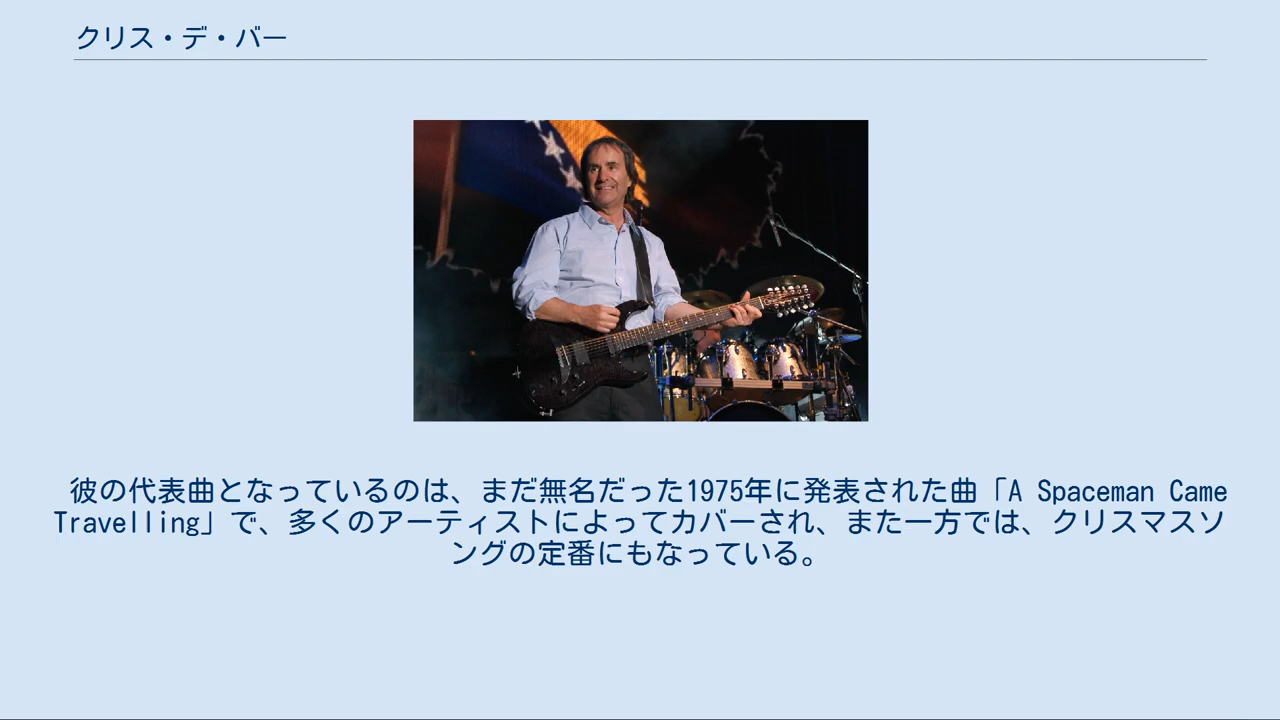 クリス・デ・バー
彼の代表曲となっているのは、まだ無名だった1975年に発表された曲「A Spaceman Came
Travelling」で、多くのアーティストによってカバーされ、また一方では、クリスマスソ
ングの定番にもなっている。